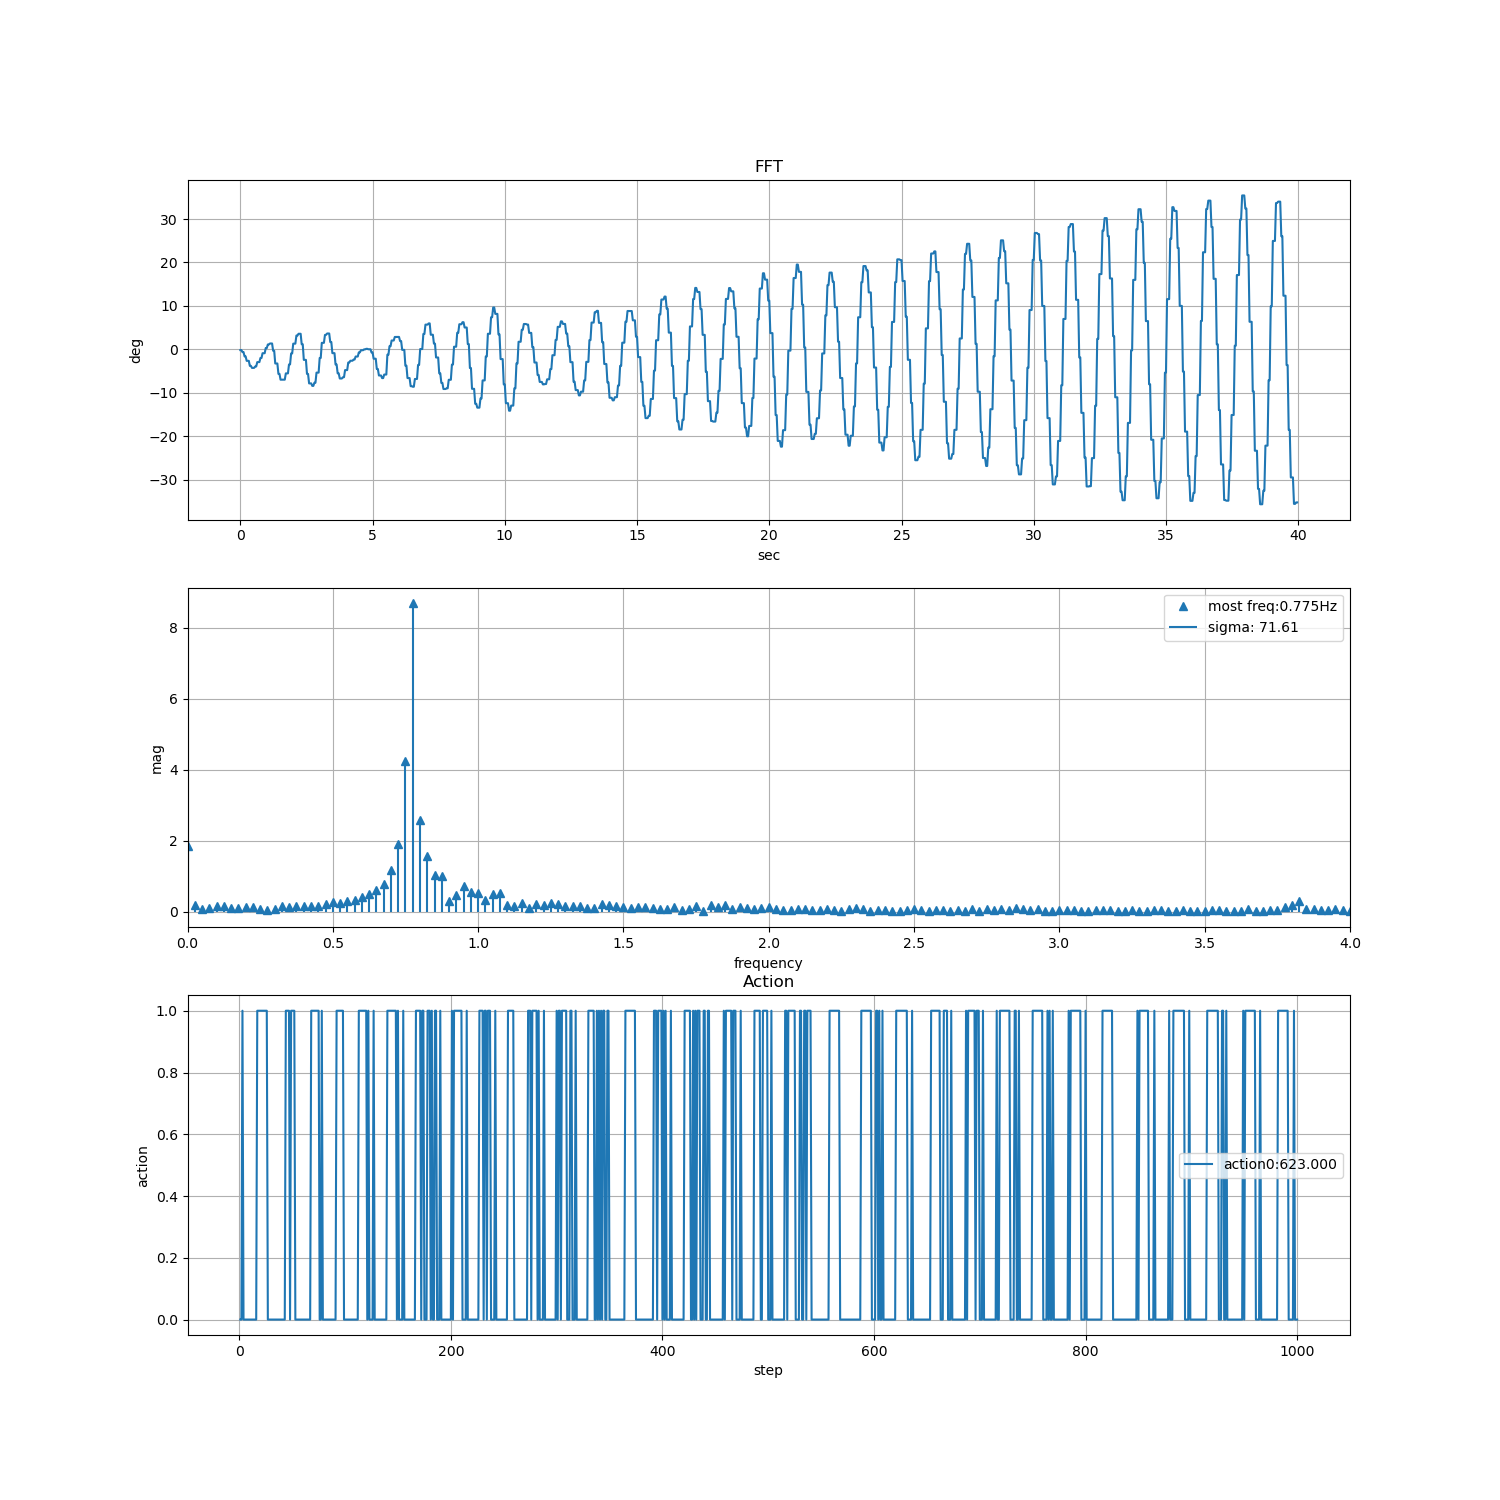 FFT
30
20
10
0
−10
−20
−30
deg
0 5 10 15 20 25 30 35 40
sec
most freq:0.775Hz
sigma: 71.61
8
6
4
2
0
mag
0.0 0.5 1.0 1.5 2.0 2.5 3.0 3.5 4.0
frequency
Action
1.0
0.8
0.6
0.4
0.2
0.0
action
action0:623.000
0 200 400 600 800 1000
step